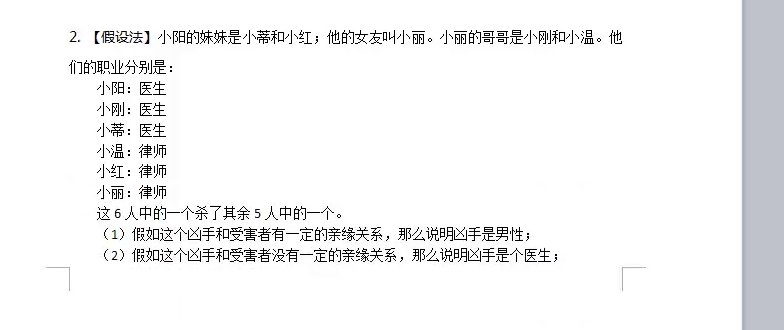 2. 【假设法】小阳的妹妹是小蒂和小红；他的女友叫小丽。小丽的哥哥是小刚和小温。他
们的职业分别是：
小阳：医生
小刚：医生
小蒂：医生
小温：律师
小红：律师
小丽：律师
这 6 人中的一个杀了其余 5 人中的一个。
（1）假如这个凶手和受害者有一定的亲缘关系，那么说明凶手是男性；
（2）假如这个凶手和受害者没有一定的亲缘关系，那么说明凶手是个医生；